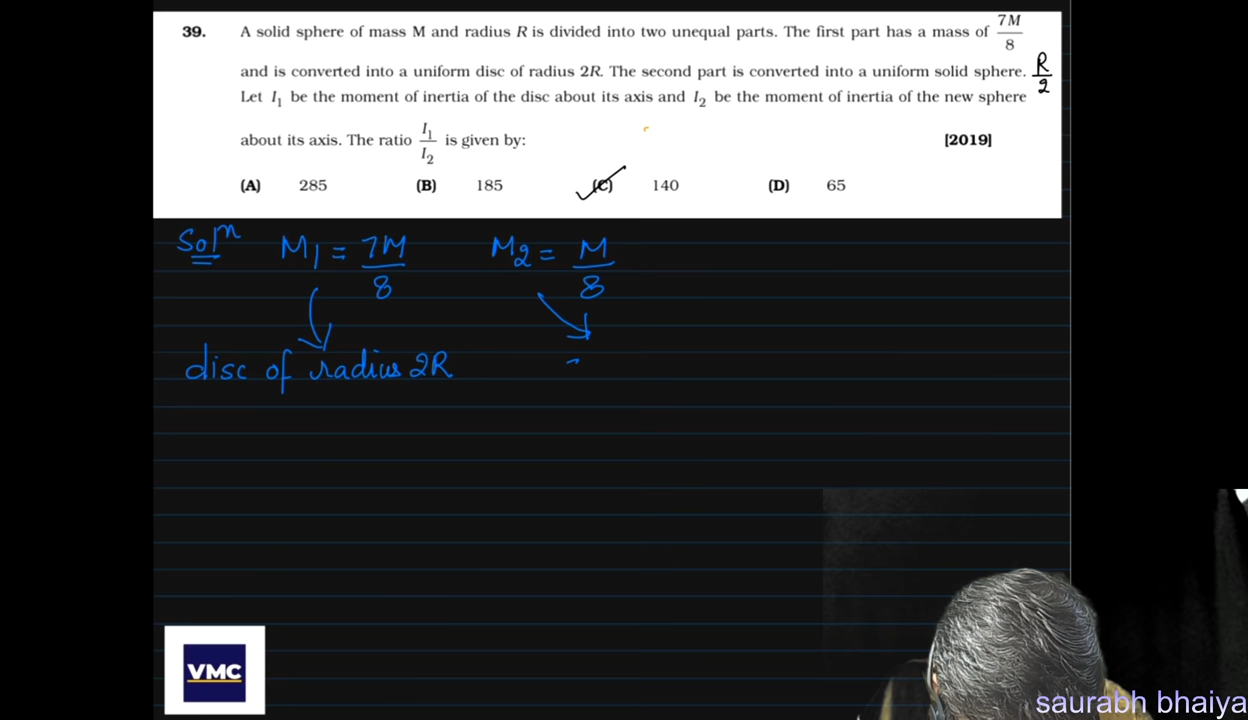 39. A solid sphere of mass M and radius R is divided into two unequal parts. The first part has a mass of 7M/8
and is converted into a uniform disc of radius 2R. The second part is converted into a uniform solid sphere. R/2
Let I₁ be the moment of inertia of the disc about its axis and I₂ be the moment of inertia of the new sphere
about its axis. The ratio I₁/I₂ is given by: [2019]
(A) 285 (B) 185 (C) 140 (D) 65
Solⁿ M₁ = 7M/8 M₂ = M/8
disc of radius 2R
VMC
saurabh bhaiya